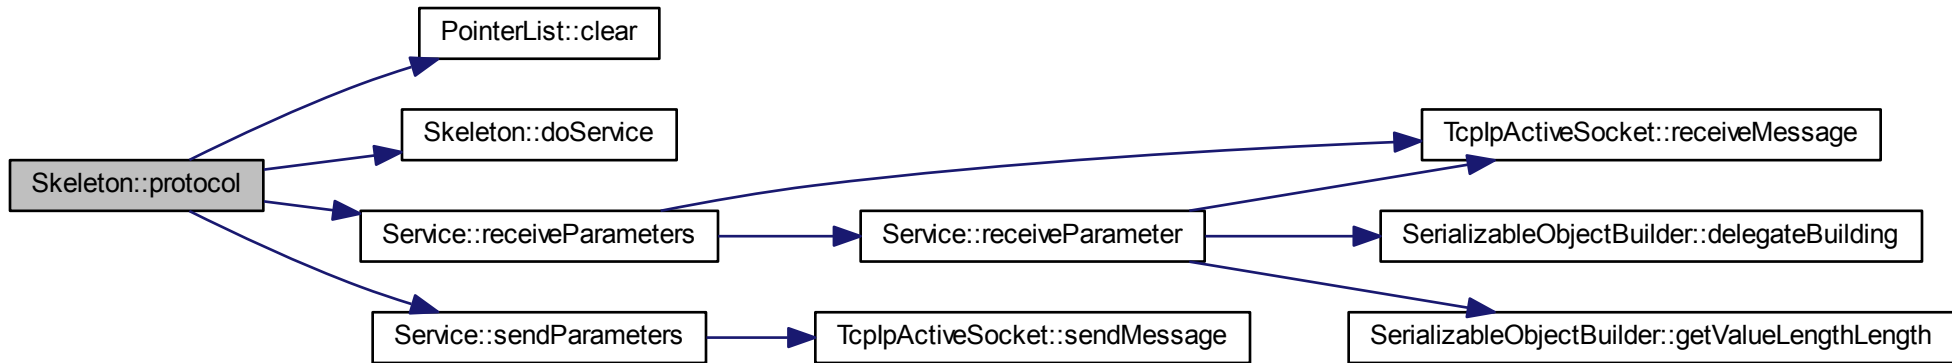 PointerList::clear
Skeleton::doService
TcpIpActiveSocket::receiveMessage
Skeleton::protocol
Service::receiveParameters
Service::receiveParameter
SerializableObjectBuilder::delegateBuilding
Service::sendParameters
TcpIpActiveSocket::sendMessage
SerializableObjectBuilder::getValueLengthLength